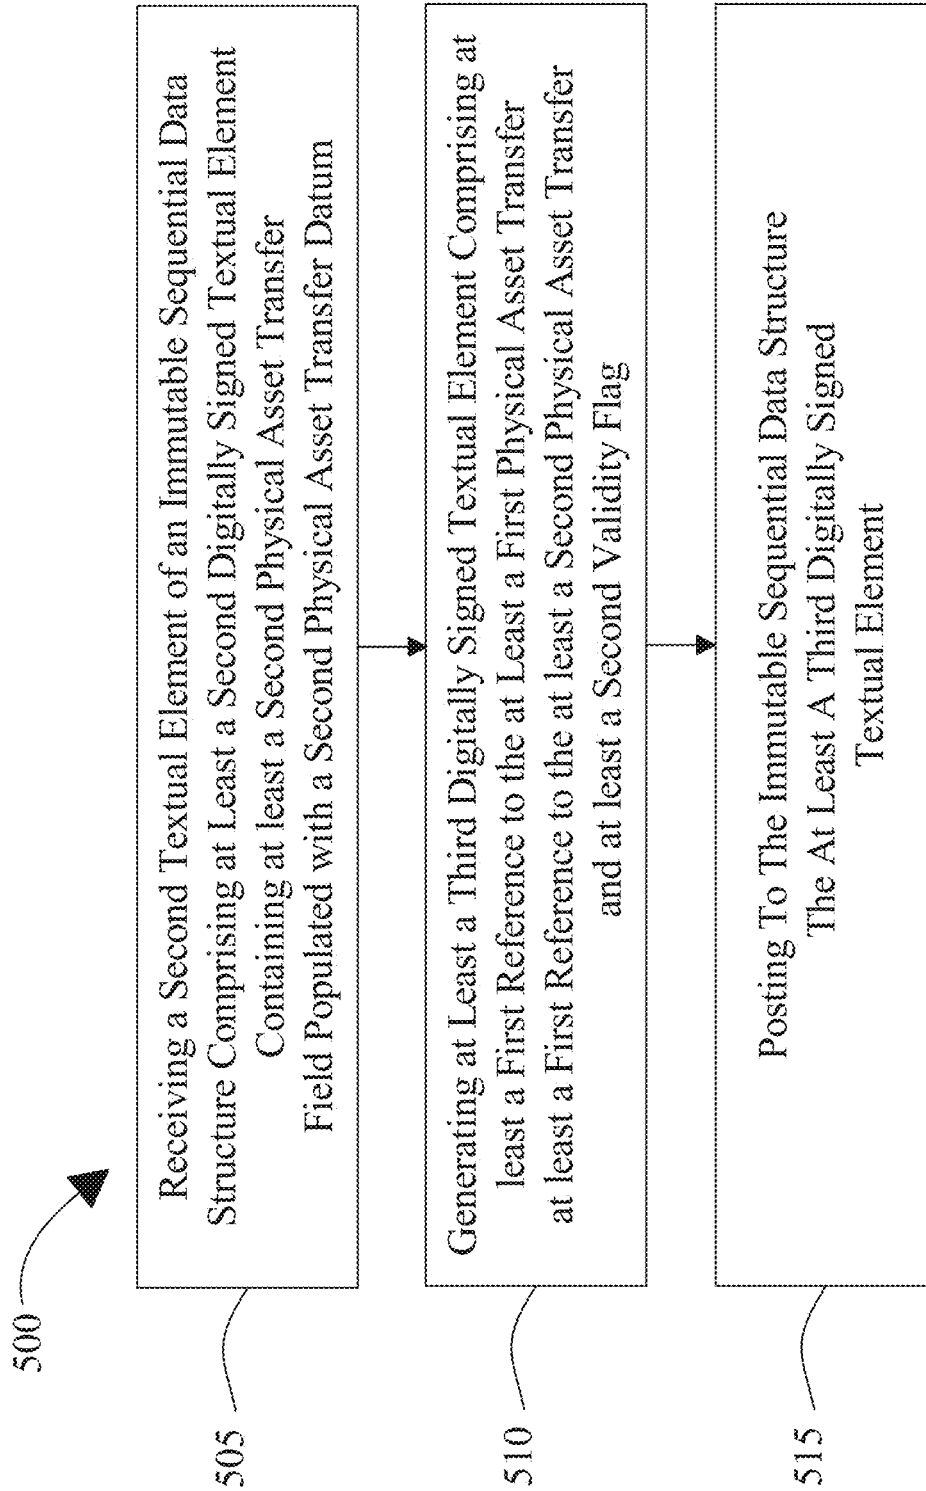 500
505
Receiving a Second Textual Element of an Immutable Sequential Data
Structure Comprising at Least a Second Digitally Signed Textual Element
Containing at least a Second Physical Asset Transfer
Field Populated with a Second Physical Asset Transfer Datum
510
Generating at Least a Third Digitally Signed Textual Element Comprising at
least a First Reference to the at Least a First Physical Asset Transfer
at least a First Reference to the at least a Second Physical Asset Transfer
and at least a Second Validity Flag
515
Posting To The Immutable Sequential Data Structure
The At Least A Third Digitally Signed
Textual Element